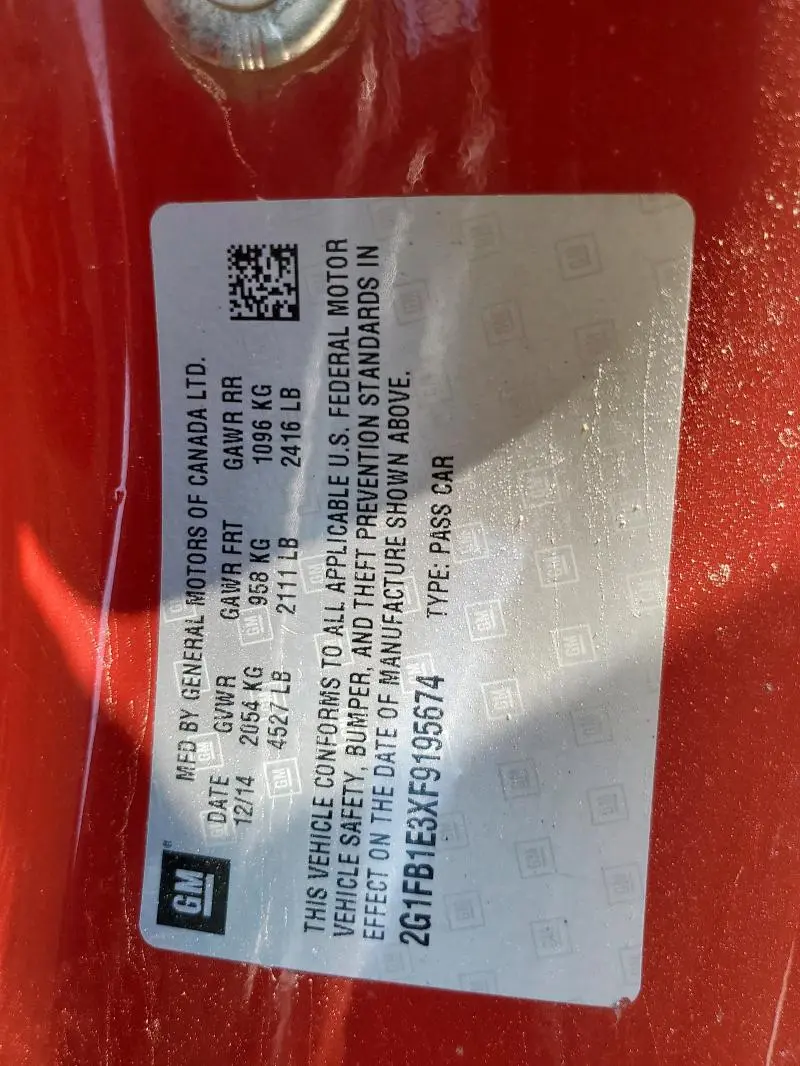 GM
MFD BY GENERAL MOTORS OF CANADA LTD.
DATE GVWR GAWR FRT GAWR RR
12/14 2054 KG 958 KG 1096 KG
4527 LB 2111 LB 2416 LB
THIS VEHICLE CONFORMS TO ALL APPLICABLE U.S. FEDERAL MOTOR
VEHICLE SAFETY, BUMPER, AND THEFT PREVENTION STANDARDS IN
EFFECT ON THE DATE OF MANUFACTURE SHOWN ABOVE.
2G1FB1E3XF9195674 TYPE: PASS CAR